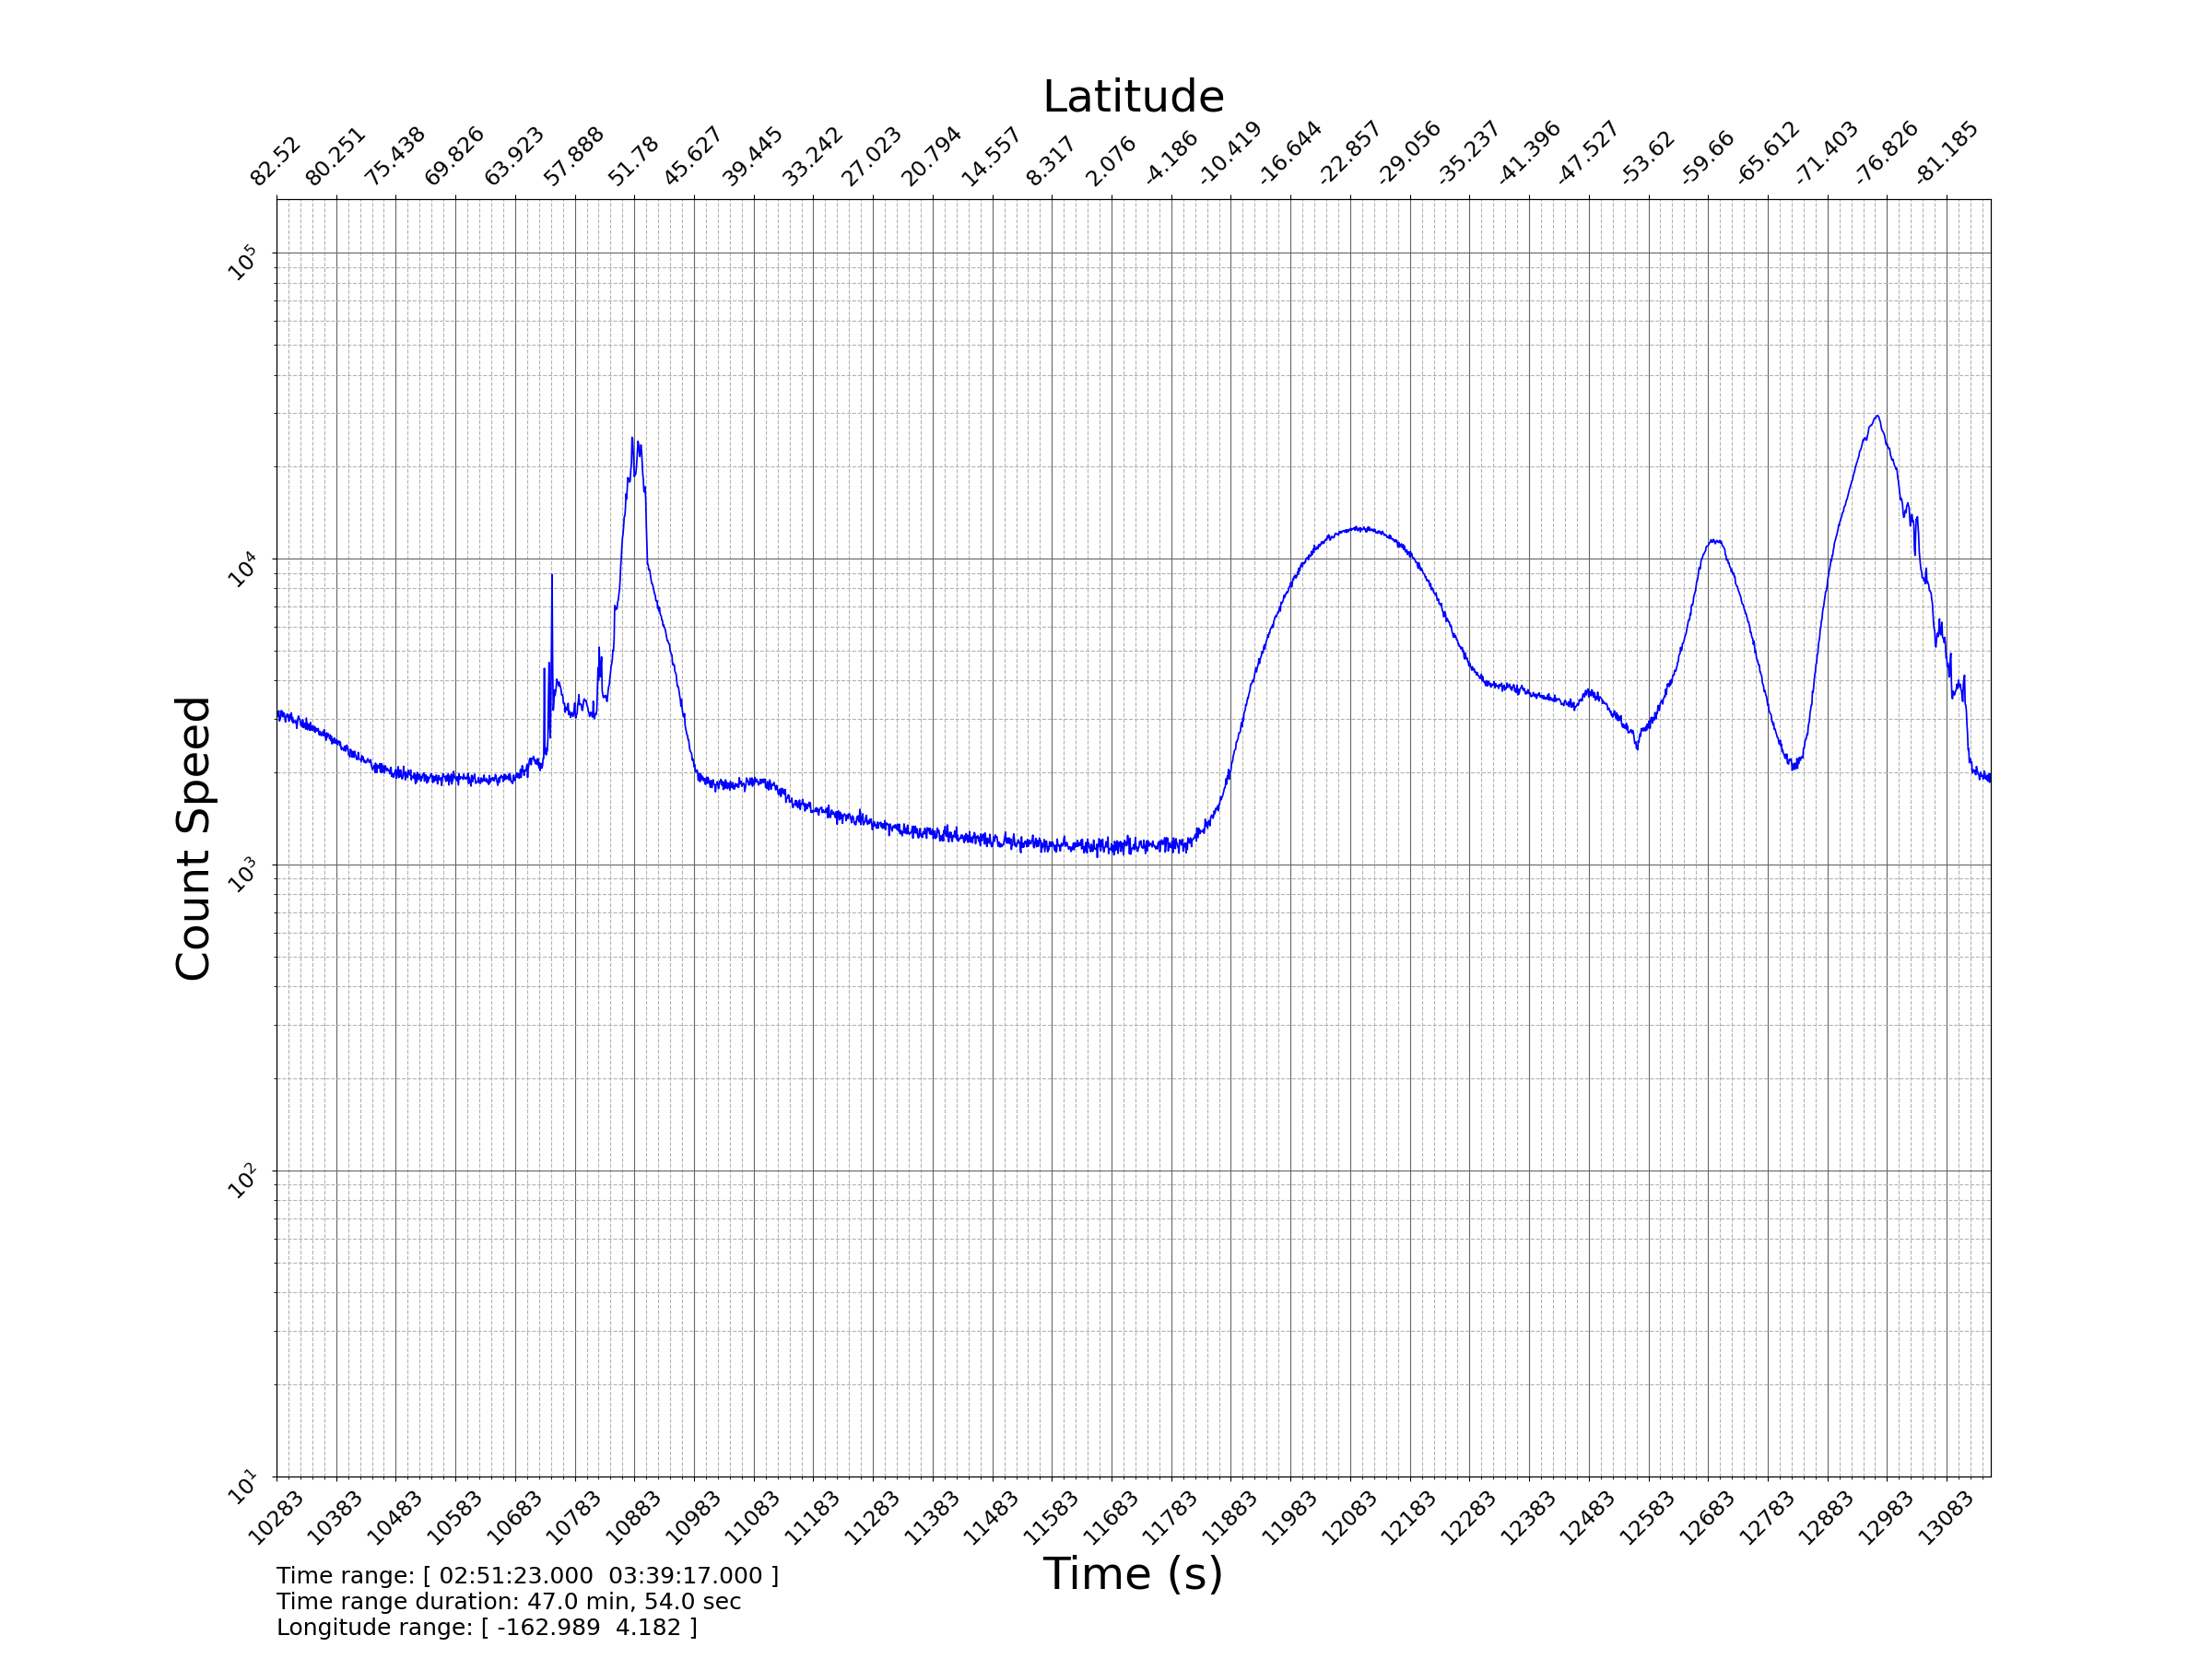 Latitude
82.52 80.251 75.438 69.826 63.923 57.888 51.78 45.627 39.445 33.242 27.023 20.794 14.557 8.317 2.076 -4.186 -10.419 -16.644 -22.857 -29.056 -35.237 -41.396 -47.527 -53.62 -59.66 -65.612 -71.403 -76.826 -81.185
10⁵
10⁴
Count Speed
10³
10²
10¹
10283 10383 10483 10583 10683 10783 10883 10983 11083 11183 11283 11383 11483 11583 11683 11783 11883 11983 12083 12183 12283 12383 12483 12583 12683 12783 12883 12983 13083
Time (s)
Time range: [ 02:51:23.000  03:39:17.000 ]
Time range duration: 47.0 min, 54.0 sec
Longitude range: [ -162.989  4.182 ]